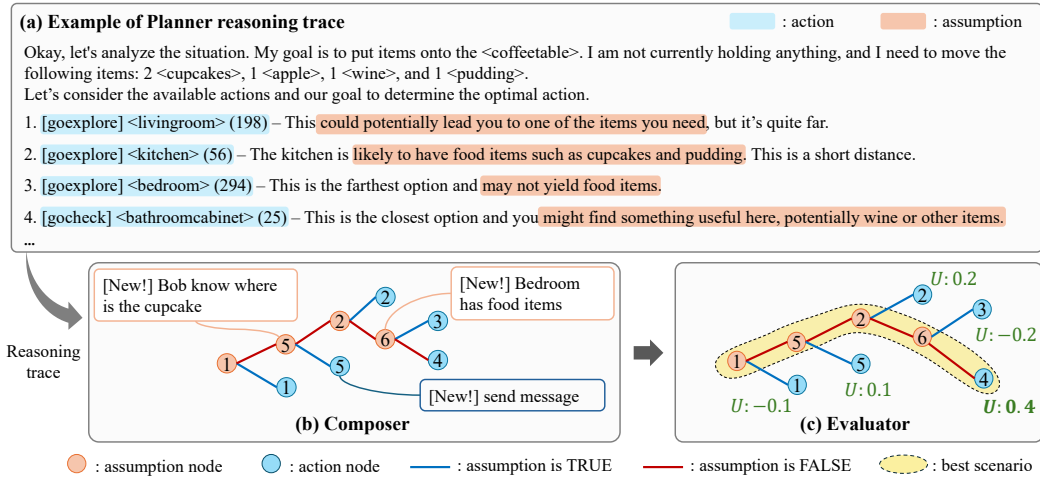 (a) Example of Planner reasoning trace
: action
: assumption
Okay, let's analyze the situation. My goal is to put items onto the <coffeetable>. I am not currently holding anything, and I need to move the
following items: 2 <cupcakes>, 1 <apple>, 1 <wine>, and 1 <pudding>.
Let's consider the available actions and our goal to determine the optimal action.
1. [goexplore] <livingroom> (198) – This could potentially lead you to one of the items you need, but it's quite far.
2. [goexplore] <kitchen> (56) – The kitchen is likely to have food items such as cupcakes and pudding. This is a short distance.
3. [goexplore] <bedroom> (294) – This is the farthest option and may not yield food items.
4. [gocheck] <bathroomcabinet> (25) – This is the closest option and you might find something useful here, potentially wine or other items.
...
Reasoning
trace
[New!] Bob know where
is the cupcake
[New!] Bedroom
has food items
1
5
2
6
2
3
4
5
1
[New!] send message
(b) Composer
1
5
2
6
2
3
4
5
1
U: 0.2
U: −0.2
U: 0.1
U: −0.1
U: 0.4
(c) Evaluator
: assumption node
: action node
: assumption is TRUE
: assumption is FALSE
: best scenario